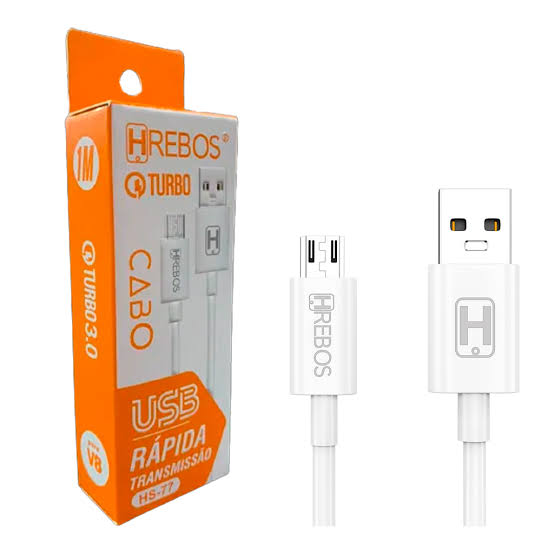 HREBOS®
TURBO
HREBOS
H
CABO
USB
RÁPIDA
TRANSMISSÃO
HS-77
1M
TURBO 3.0
V8
HREBOS
H